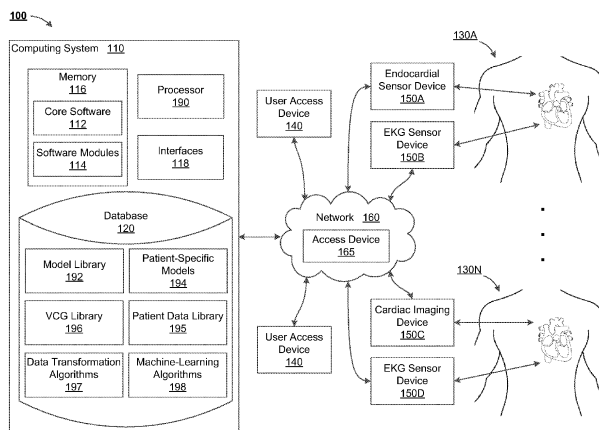 100
Computing System 110
Memory
116
Core Software
112
Software Modules
114
Processor
190
Interfaces
118
Database
120
Model Library
192
Patient-Specific
Models
194
VCG Library
196
Patient Data Library
195
Data Transformation
Algorithms
197
Machine-Learning
Algorithms
198
User Access
Device
140
Network 160
Access Device
165
User Access
Device
140
Endocardial
Sensor Device
150A
EKG Sensor
Device
150B
Cardiac Imaging
Device
150C
EKG Sensor
Device
150D
130A
130N